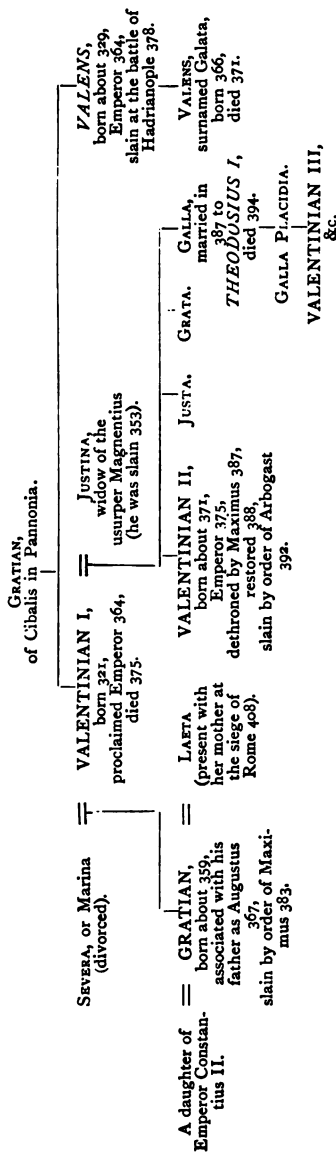 GRATIAN,
of Cibalis in Pannonia.
SEVERA, or Marina
(divorced).
=
VALENTINIAN I,
born 321,
proclaimed Emperor 364,
died 375.
=
JUSTINA,
widow of the
usurper Magnentius
(he was slain 353).
VALENS,
born about 329,
Emperor 364,
slain at the battle of
Hadrianople 378.
A daughter of
Emperor Constan-
tius II.
=
GRATIAN,
born about 359,
associated with his
father as Augustus
367,
slain by order of Maxi-
mus 383.
=
LAETA
(present with
her mother at
the siege of
Rome 408).
VALENTINIAN II,
born about 371,
Emperor 375,
dethroned by Maximus 387,
restored 388,
slain by order of Arbogast
392.
JUSTA.
GRATA.
GALLA,
married in
387 to
THEODOSIUS I,
died 394.
GALLA PLACIDIA.
VALENTINIAN III,
&c.
VALENS,
surnamed Galata,
born 366,
died 371.